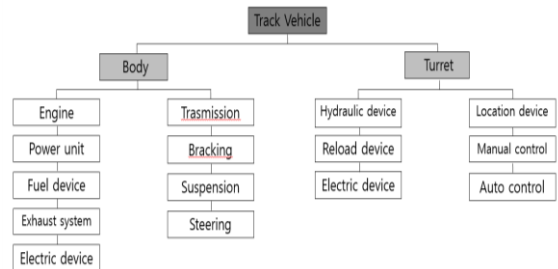 Track Vehicle
Body
Turret
Engine
Power unit
Fuel device
Exhaust system
Electric device
Trasmission
Bracking
Suspension
Steering
Hydraulic device
Reload device
Electric device
Location device
Manual control
Auto control